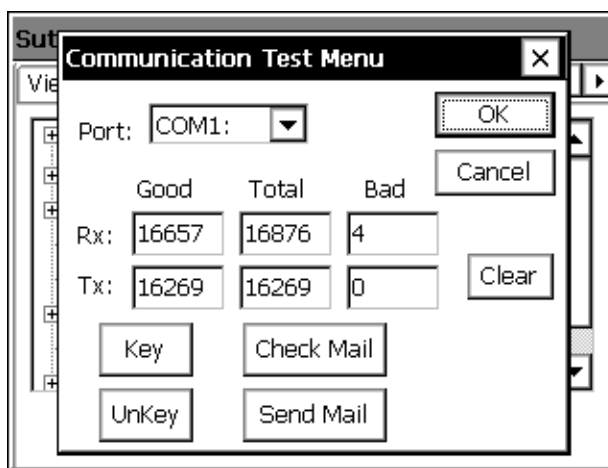 Sut
Communication Test Menu
Vie
Port: COM1: OK
Cancel
Good Total Bad
Rx: 16657 16876 4
Tx: 16269 16269 0
Clear
Key Check Mail
UnKey Send Mail